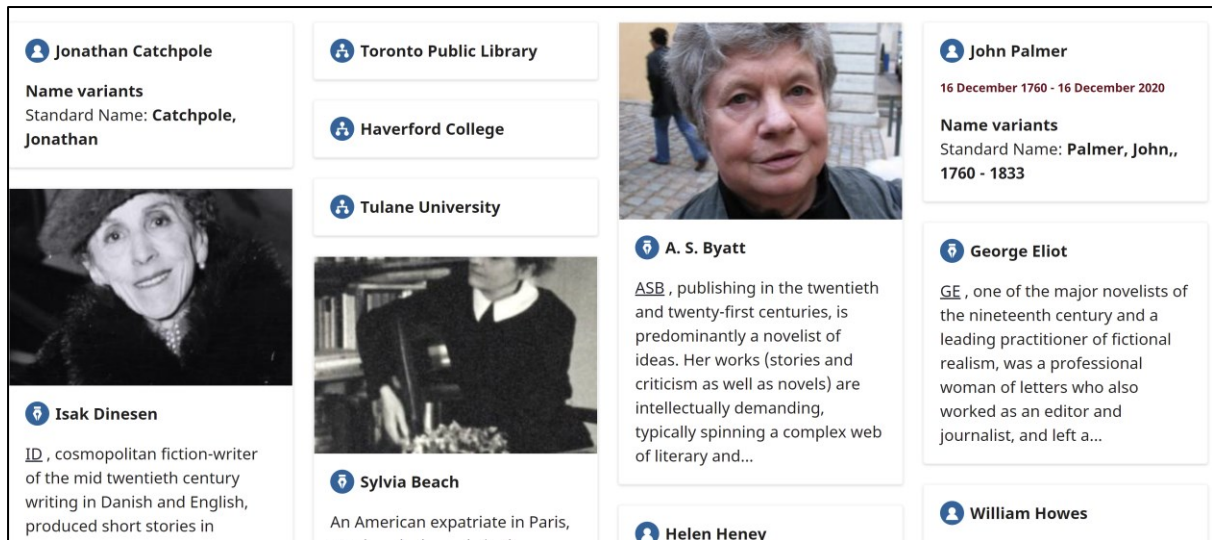 Jonathan Catchpole
Name variants
Standard Name: Catchpole,
Jonathan
Isak Dinesen
ID , cosmopolitan fiction-writer
of the mid twentieth century
writing in Danish and English,
produced short stories in
Toronto Public Library
Haverford College
Tulane University
Sylvia Beach
An American expatriate in Paris,
A. S. Byatt
ASB , publishing in the twentieth
and twenty-first centuries, is
predominantly a novelist of
ideas. Her works (stories and
criticism as well as novels) are
intellectually demanding,
typically spinning a complex web
of literary and...
Helen Heney
John Palmer
16 December 1760 - 16 December 2020
Name variants
Standard Name: Palmer, John,,
1760 - 1833
George Eliot
GE , one of the major novelists of
the nineteenth century and a
leading practitioner of fictional
realism, was a professional
woman of letters who also
worked as an editor and
journalist, and left a...
William Howes